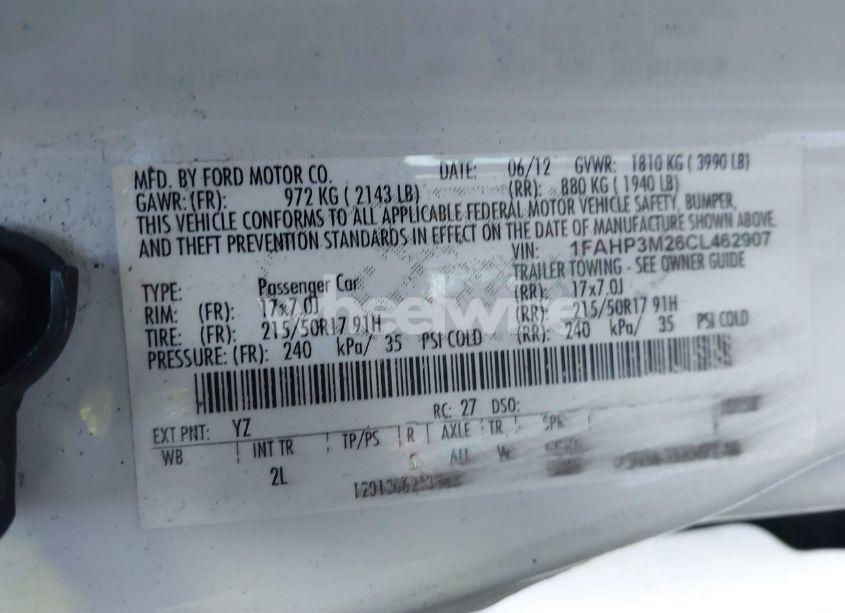 MFD. BY FORD MOTOR CO. DATE: 06/12 GVWR: 1810 KG ( 3990 LB)
GAWR: (FR): 972 KG ( 2143 LB) (RR): 880 KG ( 1940 LB)
THIS VEHICLE CONFORMS TO ALL APPLICABLE FEDERAL MOTOR VEHICLE SAFETY, BUMPER,
AND THEFT PREVENTION STANDARDS IN EFFECT ON THE DATE OF MANUFACTURE SHOWN ABOVE.
VIN: 1FAHP3M26CL462907
TRAILER TOWING - SEE OWNER GUIDE
TYPE: Passenger Car
RIM: (FR): 17x7.0J (RR): 17x7.0J
TIRE: (FR): 215/50R17 91H (RR): 215/50R17 91H
PRESSURE: (FR): 240 kPa/ 35 PSI COLD (RR): 240 kPa/ 35 PSI COLD
wheelwire
RC: 27 DSO:
EXT PNT: YZ
WB INT TR TP/PS R AXLE TR SPR
2L